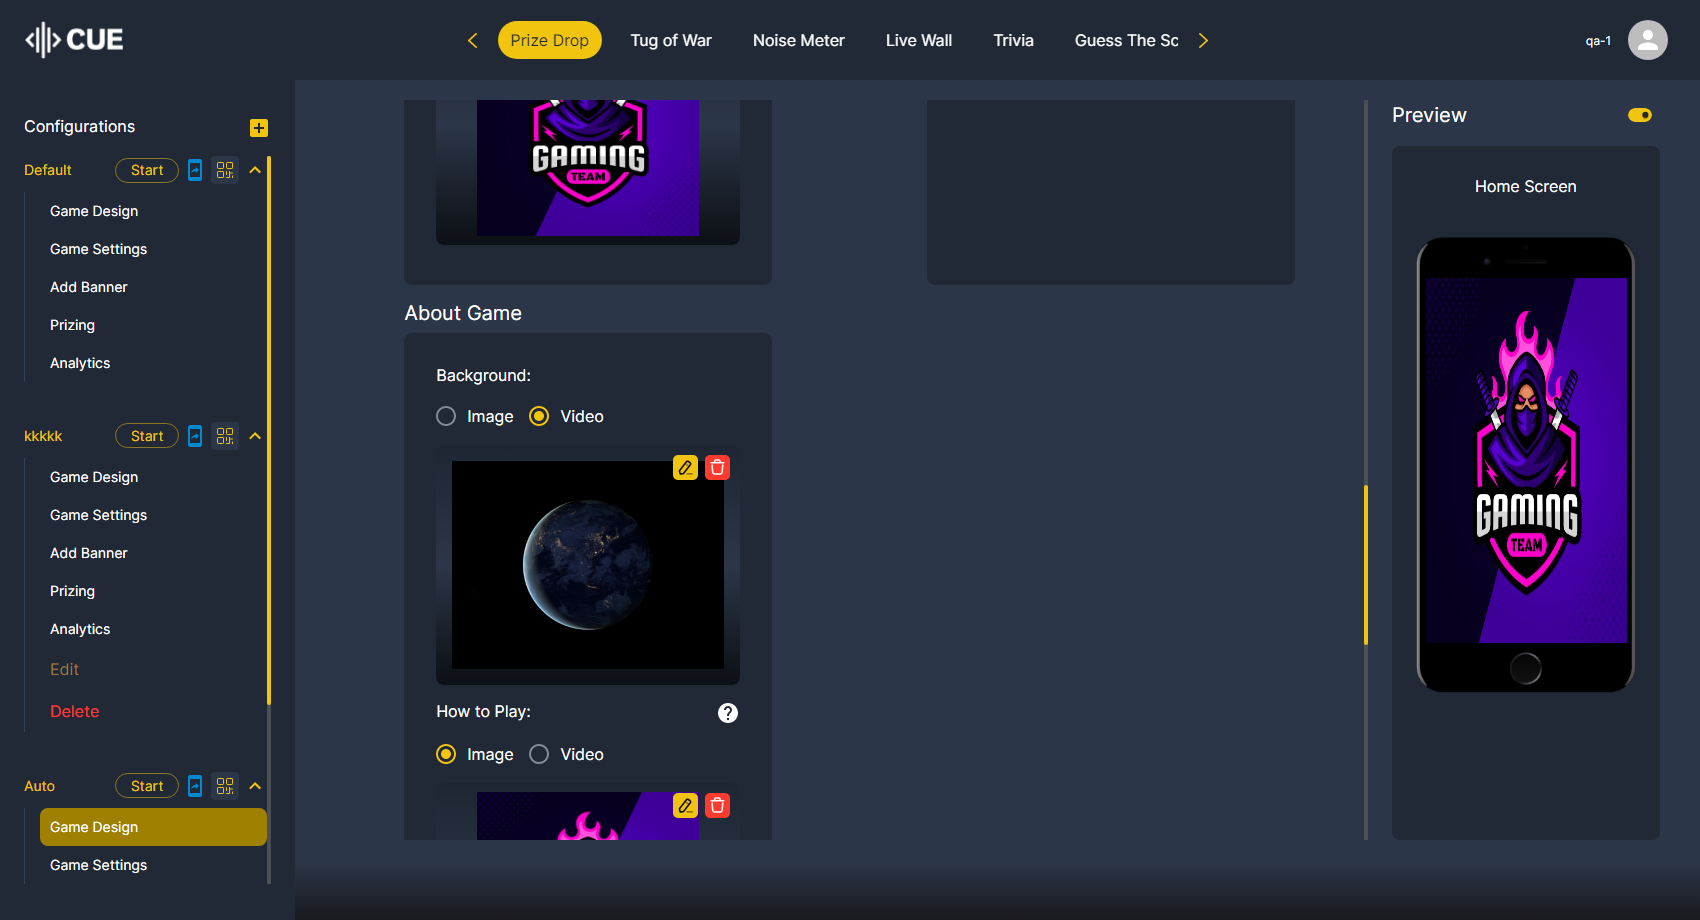 CUE
Prize Drop
Tug of War
Noise Meter
Live Wall
Trivia
Guess The Sc
qa-1
Configurations
Default
Start
Game Design
Game Settings
Add Banner
Prizing
Analytics
kkkkk
Start
Game Design
Game Settings
Add Banner
Prizing
Analytics
Edit
Delete
Auto
Start
Game Design
Game Settings
GAMING
TEAM
About Game
Background:
Image
Video
How to Play:
?
Image
Video
Preview
Home Screen
GAMING
TEAM